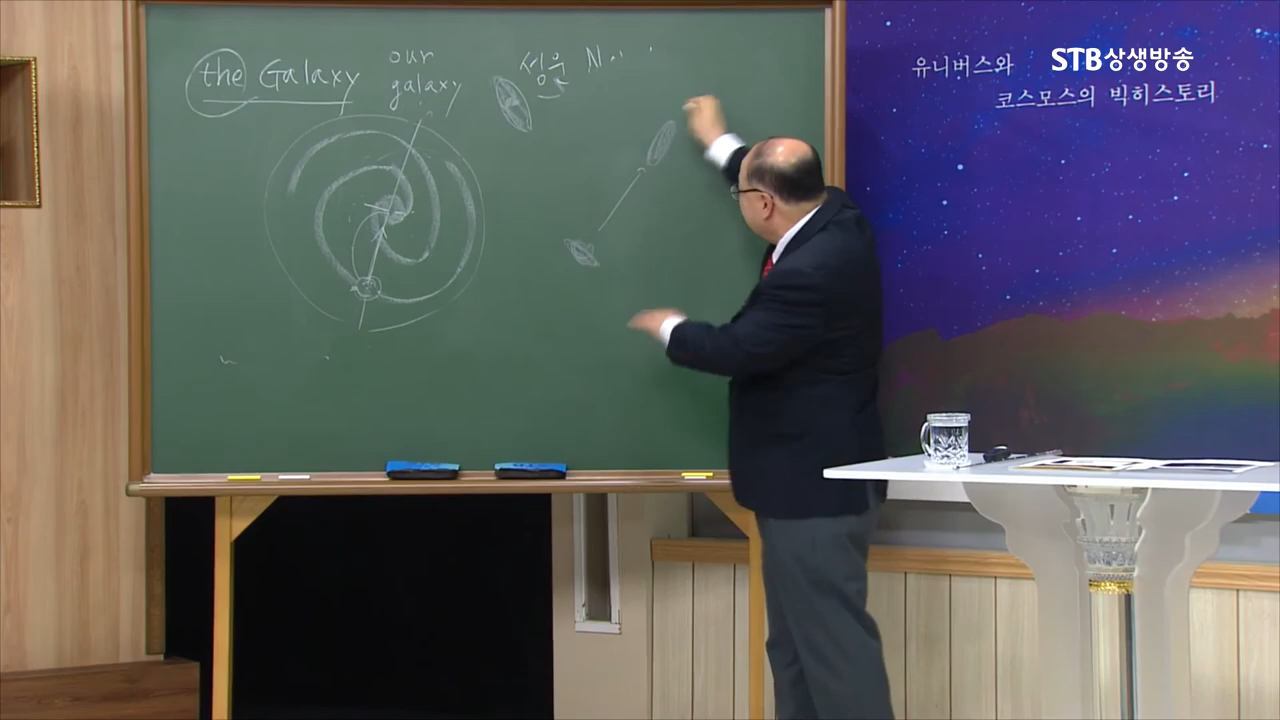 the Galaxy
our
galaxy
성운 N..
유니버스와
코스모스의 빅히스토리
STB상생방송